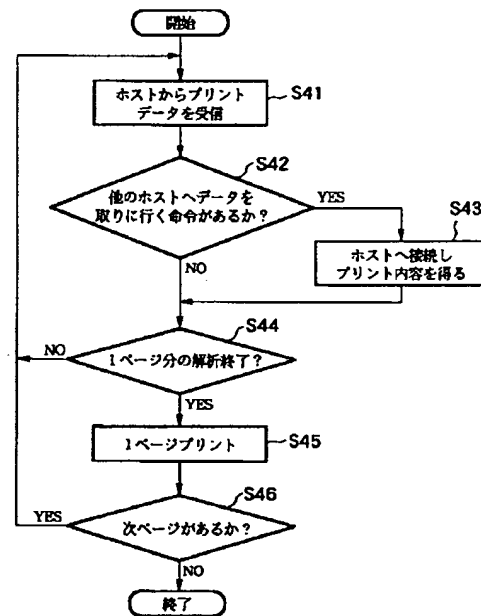 開始
ホストからプリント
データを受信
S41
S42
他のホストへデータを
取りに行く命令があるか?
YES
S43
ホストへ接続し
プリント内容を得る
NO
S44
NO
1ページ分の解析終了?
YES
1ページプリント
S45
S46
YES
次ページがあるか?
NO
終了